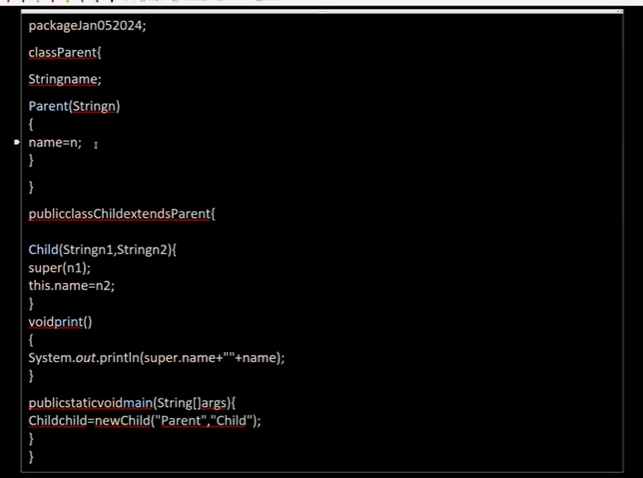 packageJan052024;
classParent{
Stringname;
Parent(Stringn)
{
name=n;
}
}
publicclassChildextendsParent{
Child(Stringn1,Stringn2){
super(n1);
this.name=n2;
}
voidprint()
{
System.out.println(super.name+""+name);
}
publicstaticvoidmain(String[]args){
Childchild=newChild("Parent","Child");
}
}